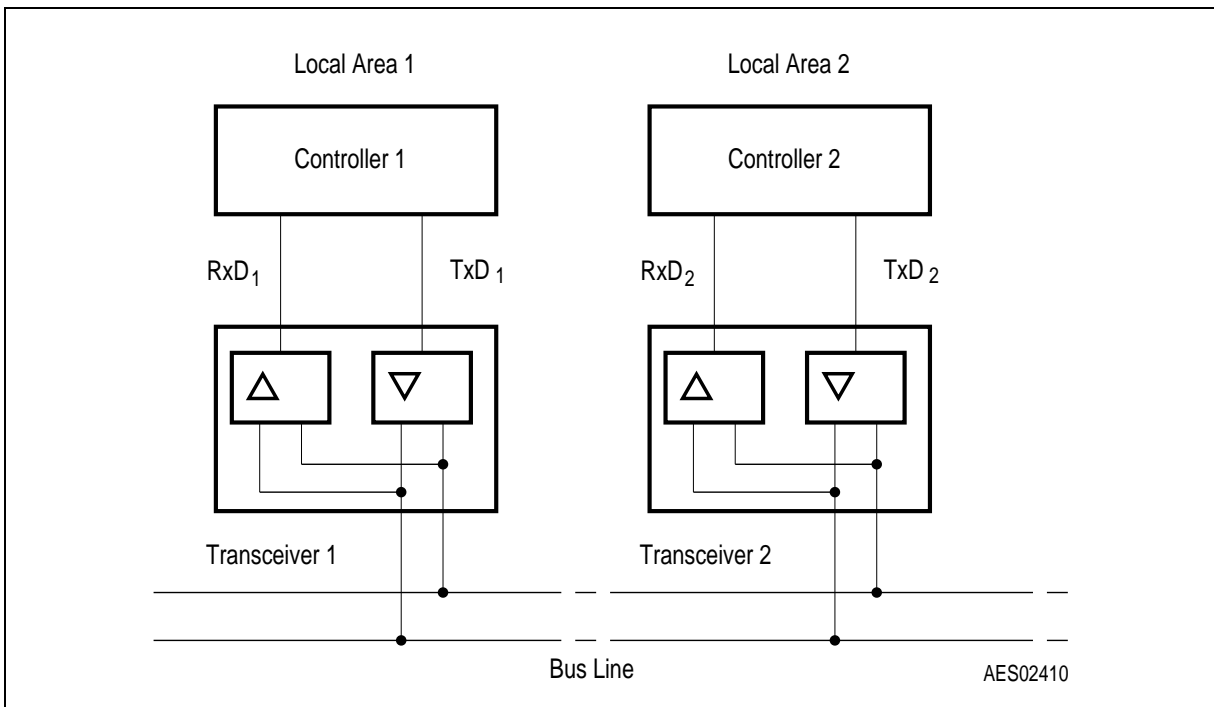 Local Area 1
Local Area 2
Controller 1
Controller 2
RxD1
TxD 1
RxD2
TxD 2
Transceiver 1
Transceiver 2
Bus Line
AES02410